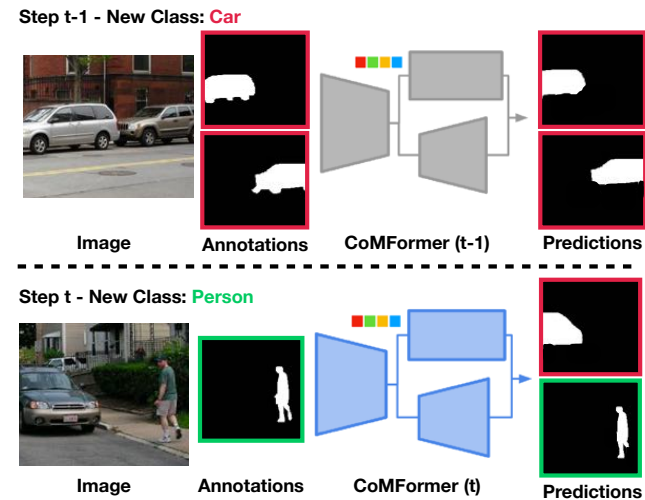 Step t-1 - New Class: Car
Image
Annotations
CoMFormer (t-1)
Predictions
Step t - New Class: Person
Image
Annotations
CoMFormer (t)
Predictions